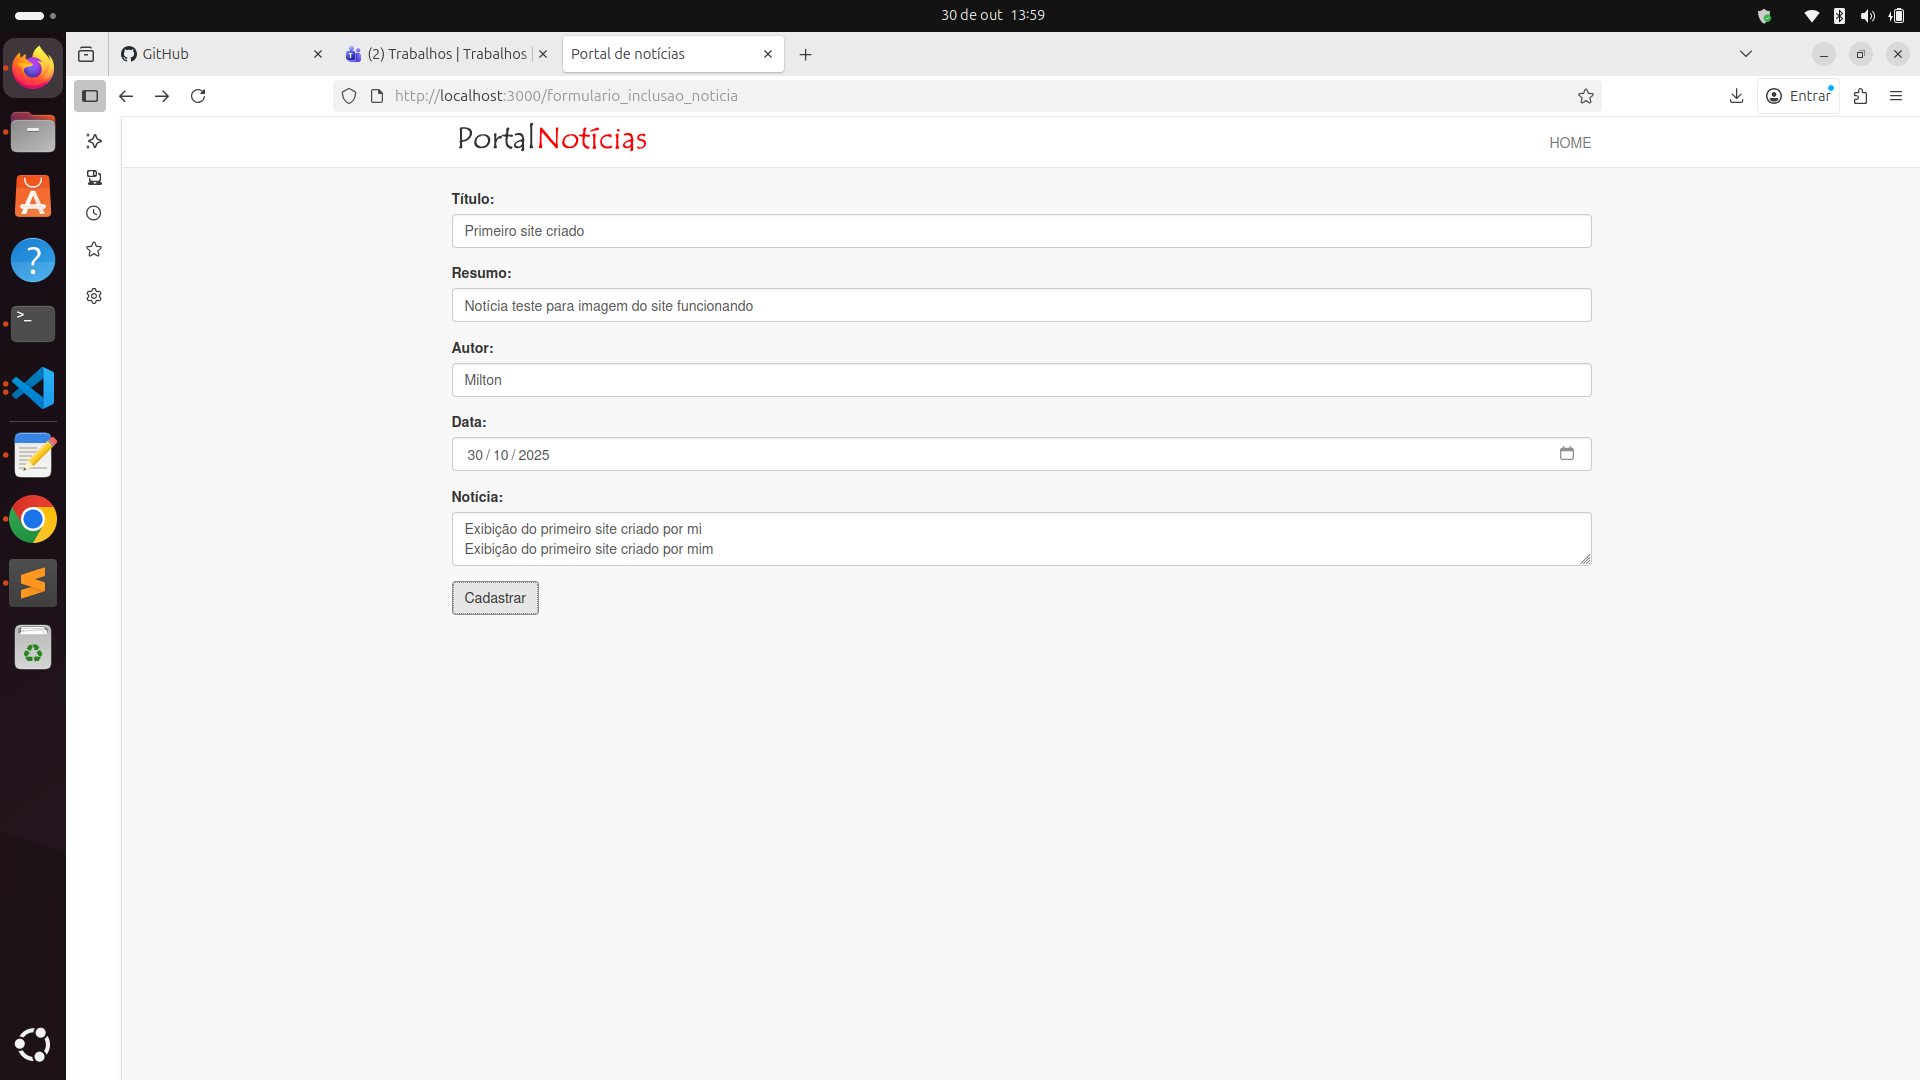 30 de out 13:59
GitHub
(2) Trabalhos | Trabalhos |
Portal de notícias
http://localhost:3000/formulario_inclusao_noticia
Entrar
PortalNotícias
HOME
Título:
Primeiro site criado
Resumo:
Notícia teste para imagem do site funcionando
Autor:
Milton
Data:
30 / 10 / 2025
Notícia:
Exibição do primeiro site criado por mi
Exibição do primeiro site criado por mim
Cadastrar